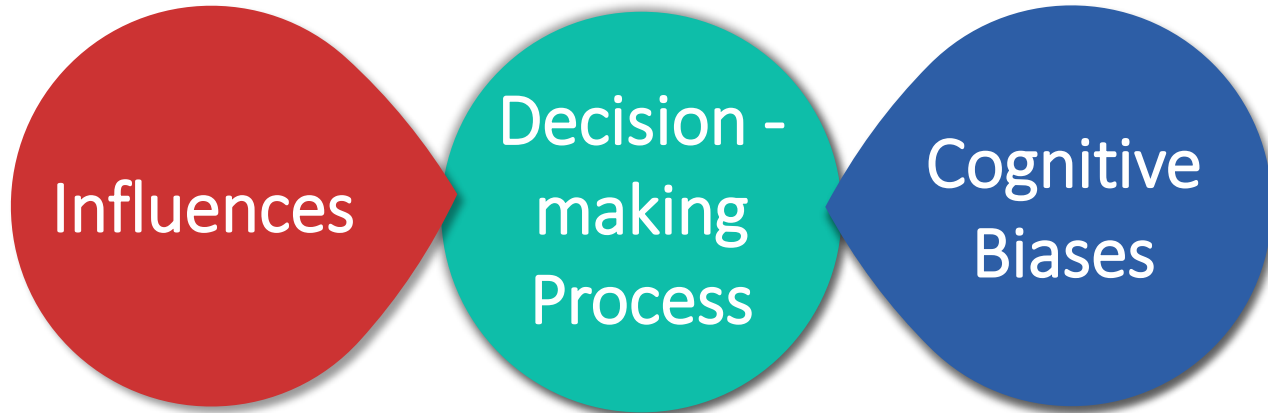 Influences
Decision -
making
Process
Cognitive
Biases